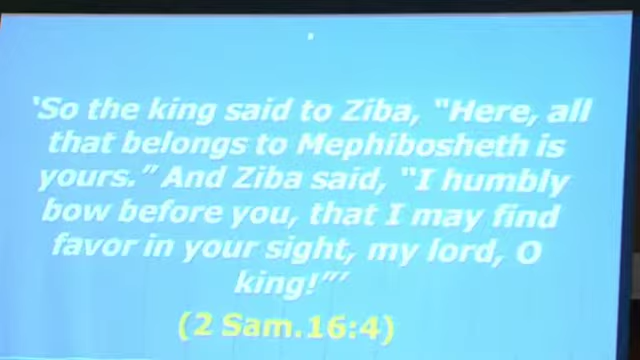 ‘So the king said to Ziba, “Here, all
that belongs to Mephibosheth is
yours.” And Ziba said, “I humbly
bow before you, that I may find
favor in your sight, my lord, O
king!”’
(2 Sam.16:4)